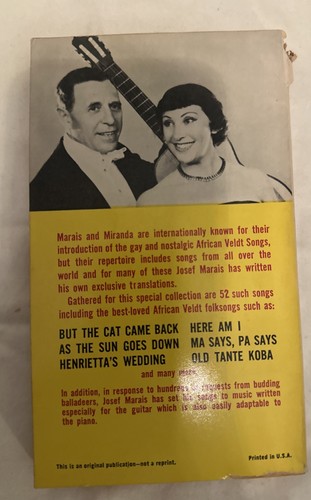 Marais and Miranda are internationally known for their
introduction of the gay and nostalgic African Veldt Songs,
but their repertoire includes songs from all over the
world and for many of these Josef Marais has written
his own exclusive translations.
Gathered for this special collection are 52 such songs
including the best-loved African Veldt folksongs such as:
BUT THE CAT CAME BACK HERE AM I
AS THE SUN GOES DOWN MA SAYS, PA SAYS
HENRIETTA'S WEDDING OLD TANTE KOBA
and many more.
In addition, in response to hundreds of requests from budding
balladeers, Josef Marais has set his songs to music written
especially for the guitar which is also easily adaptable to
the piano.
This is an original publication—not a reprint. Printed in U.S.A.